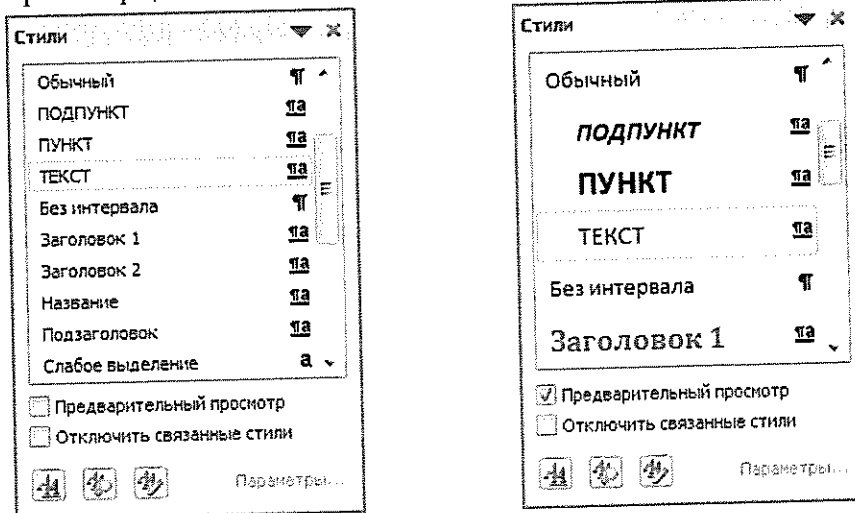 Стили
Обычный ¶
ПОДПУНКТ ¶a
ПУНКТ ¶a
ТЕКСТ ¶a
Без интервала ¶
Заголовок 1 ¶a
Заголовок 2 ¶a
Название ¶a
Подзаголовок ¶a
Слабое выделение a
Предварительный просмотр
Отключить связанные стили
Параметры...
Стили
Обычный ¶
ПОДПУНКТ ¶a
ПУНКТ ¶a
ТЕКСТ ¶a
Без интервала ¶
Заголовок 1 ¶a
Предварительный просмотр
Отключить связанные стили
Параметры...